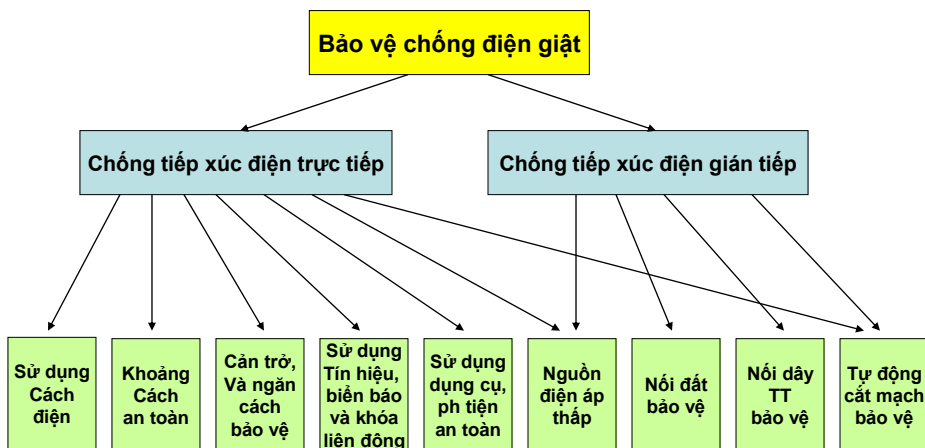 Bảo vệ chống điện giật
Chống tiếp xúc điện trực tiếp
Chống tiếp xúc điện gián tiếp
Sử dụng
Cách
điện
Khoảng
Cách
an toàn
Cản trở,
Và ngăn
cách
bảo vệ
Sử dụng
Tín hiệu,
biển báo
và khóa
liên động
Sử dụng
dụng cụ,
ph tiện
an toàn
Nguồn
điện áp
thấp
Nối đất
bảo vệ
Nối dây
TT
bảo vệ
Tự động
cắt mạch
bảo vệ